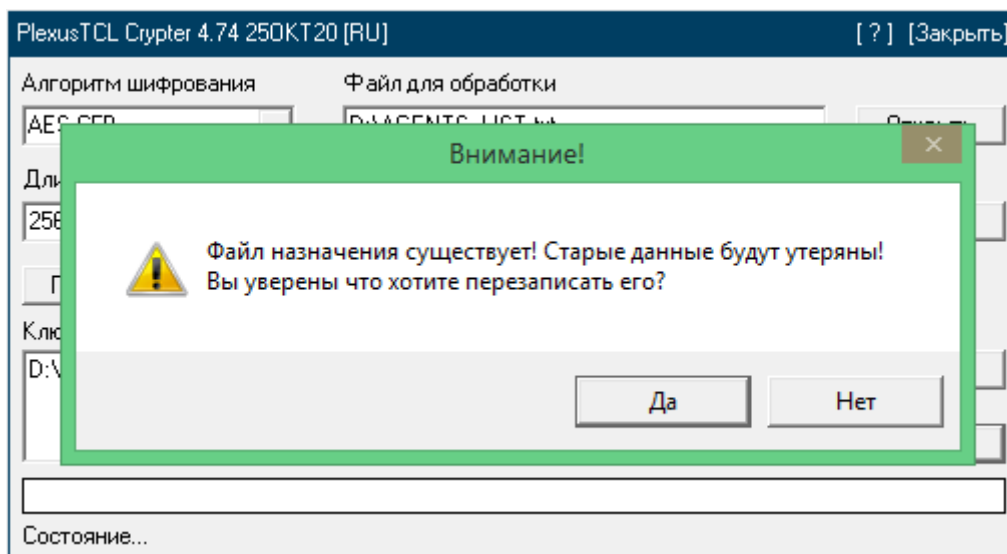 PlexusTCL Crypter 4.74 25OKT20 [RU]
[ ? ] [Закрыть]
Алгоритм шифрования
Файл для обработки
Внимание!
Файл назначения существует! Старые данные будут утеряны!
Вы уверены что хотите перезаписать его?
Да
Нет
D:\
Состояние...